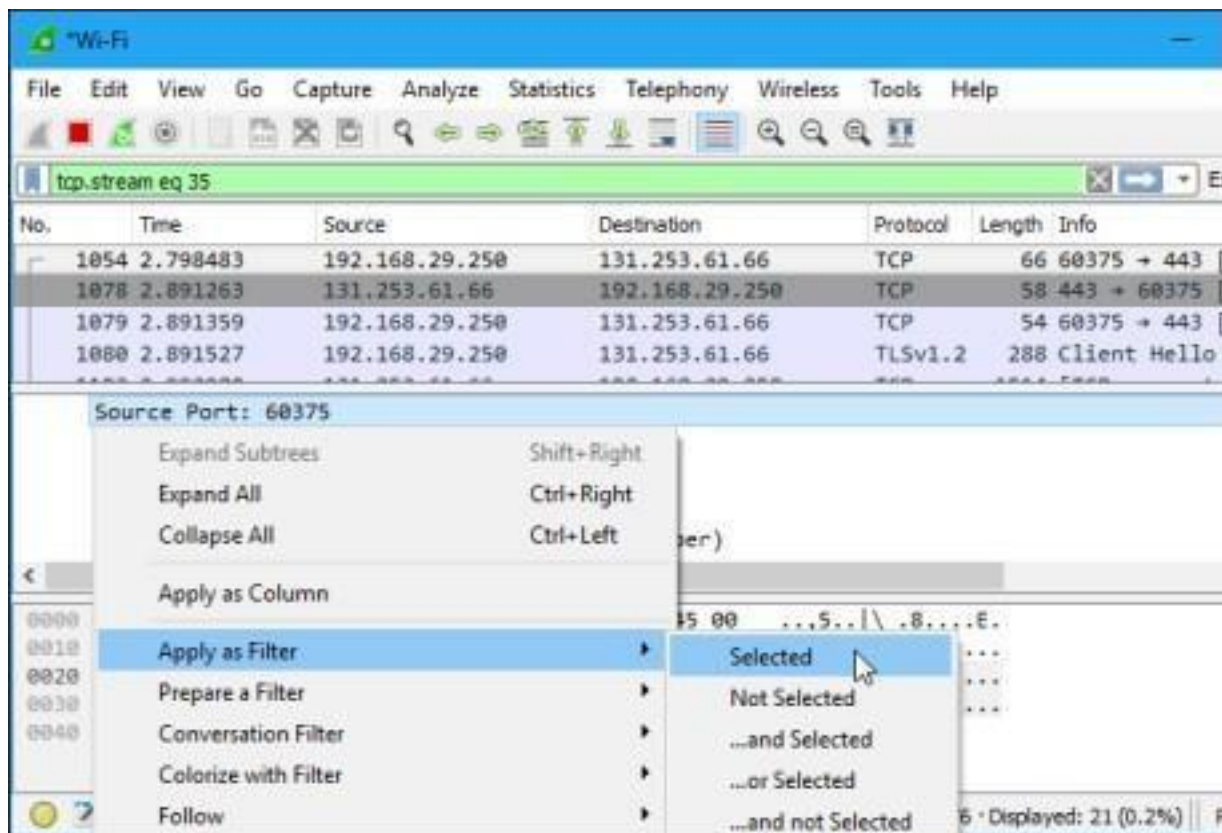 *Wi-Fi
File Edit View Go Capture Analyze Statistics Telephony Wireless Tools Help
tcp.stream eq 35
No. Time Source Destination Protocol Length Info
1054 2.798483 192.168.29.250 131.253.61.66 TCP 66 60375 → 443 [
1078 2.891263 131.253.61.66 192.168.29.250 TCP 58 443 → 60375 [
1079 2.891359 192.168.29.250 131.253.61.66 TCP 54 60375 → 443 [
1080 2.891527 192.168.29.250 131.253.61.66 TLSv1.2 288 Client Hello
Source Port: 60375
Expand Subtrees Shift+Right
Expand All Ctrl+Right
Collapse All Ctrl+Left
ber)
Apply as Column
0000 45 00 ..,5..|\ .8....E.
0010 Apply as Filter Selected ...
0020 Prepare a Filter Not Selected ...
0030 Conversation Filter ...and Selected ...
0040 Colorize with Filter ...or Selected
Follow ...and not Selected 6 · Displayed: 21 (0.2%)